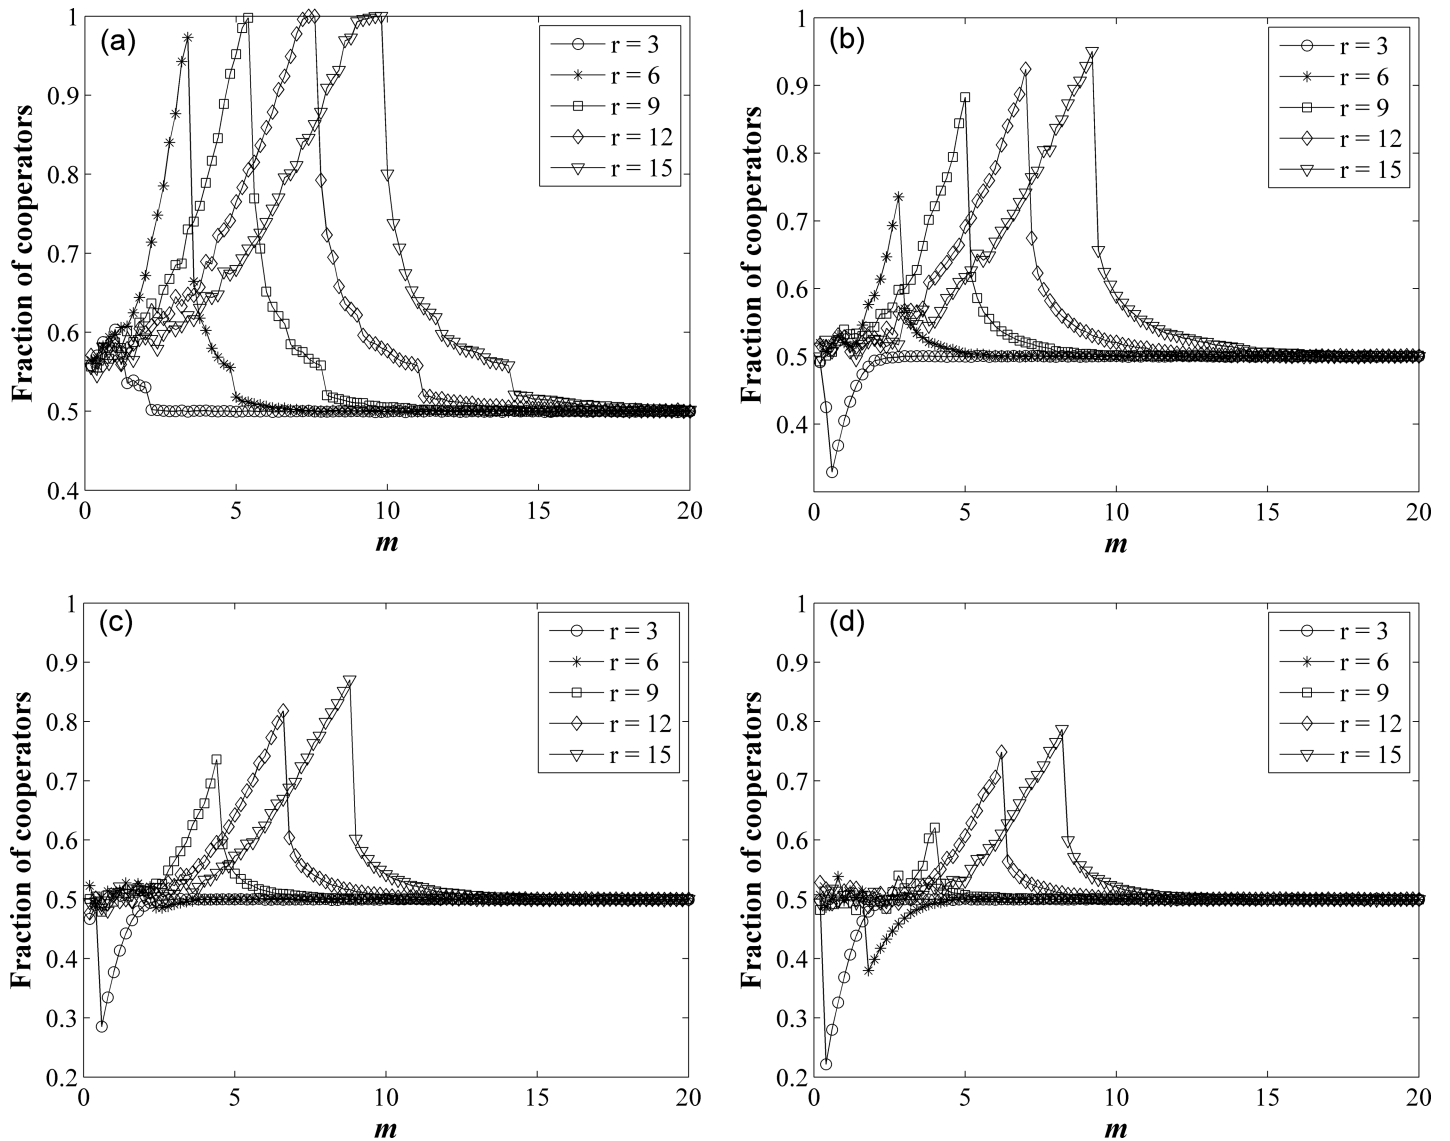 (a)
r = 3
r = 6
r = 9
r = 12
r = 15
1
0.9
0.8
0.7
0.6
0.5
0.4
Fraction of cooperators
0 5 10 15 20
m
(b)
r = 3
r = 6
r = 9
r = 12
r = 15
1
0.9
0.8
0.7
0.6
0.5
0.4
Fraction of cooperators
0 5 10 15 20
m
(c)
r = 3
r = 6
r = 9
r = 12
r = 15
1
0.9
0.8
0.7
0.6
0.5
0.4
0.3
0.2
Fraction of cooperators
0 5 10 15 20
m
(d)
r = 3
r = 6
r = 9
r = 12
r = 15
1
0.9
0.8
0.7
0.6
0.5
0.4
0.3
0.2
Fraction of cooperators
0 5 10 15 20
m